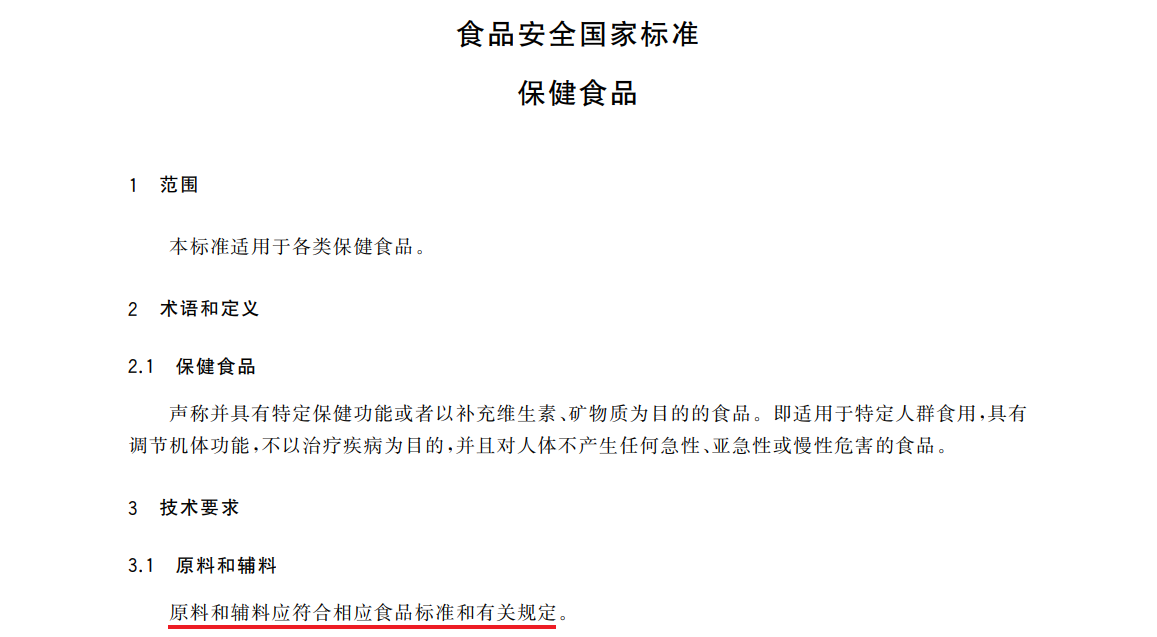 食品安全国家标准
保健食品
1 范围
本标准适用于各类保健食品。
2 术语和定义
2.1 保健食品
声称并具有特定保健功能或者以补充维生素、矿物质为目的的食品。即适用于特定人群食用,具有
调节机体功能,不以治疗疾病为目的,并且对人体不产生任何急性、亚急性或慢性危害的食品。
3 技术要求
3.1 原料和辅料
原料和辅料应符合相应食品标准和有关规定。